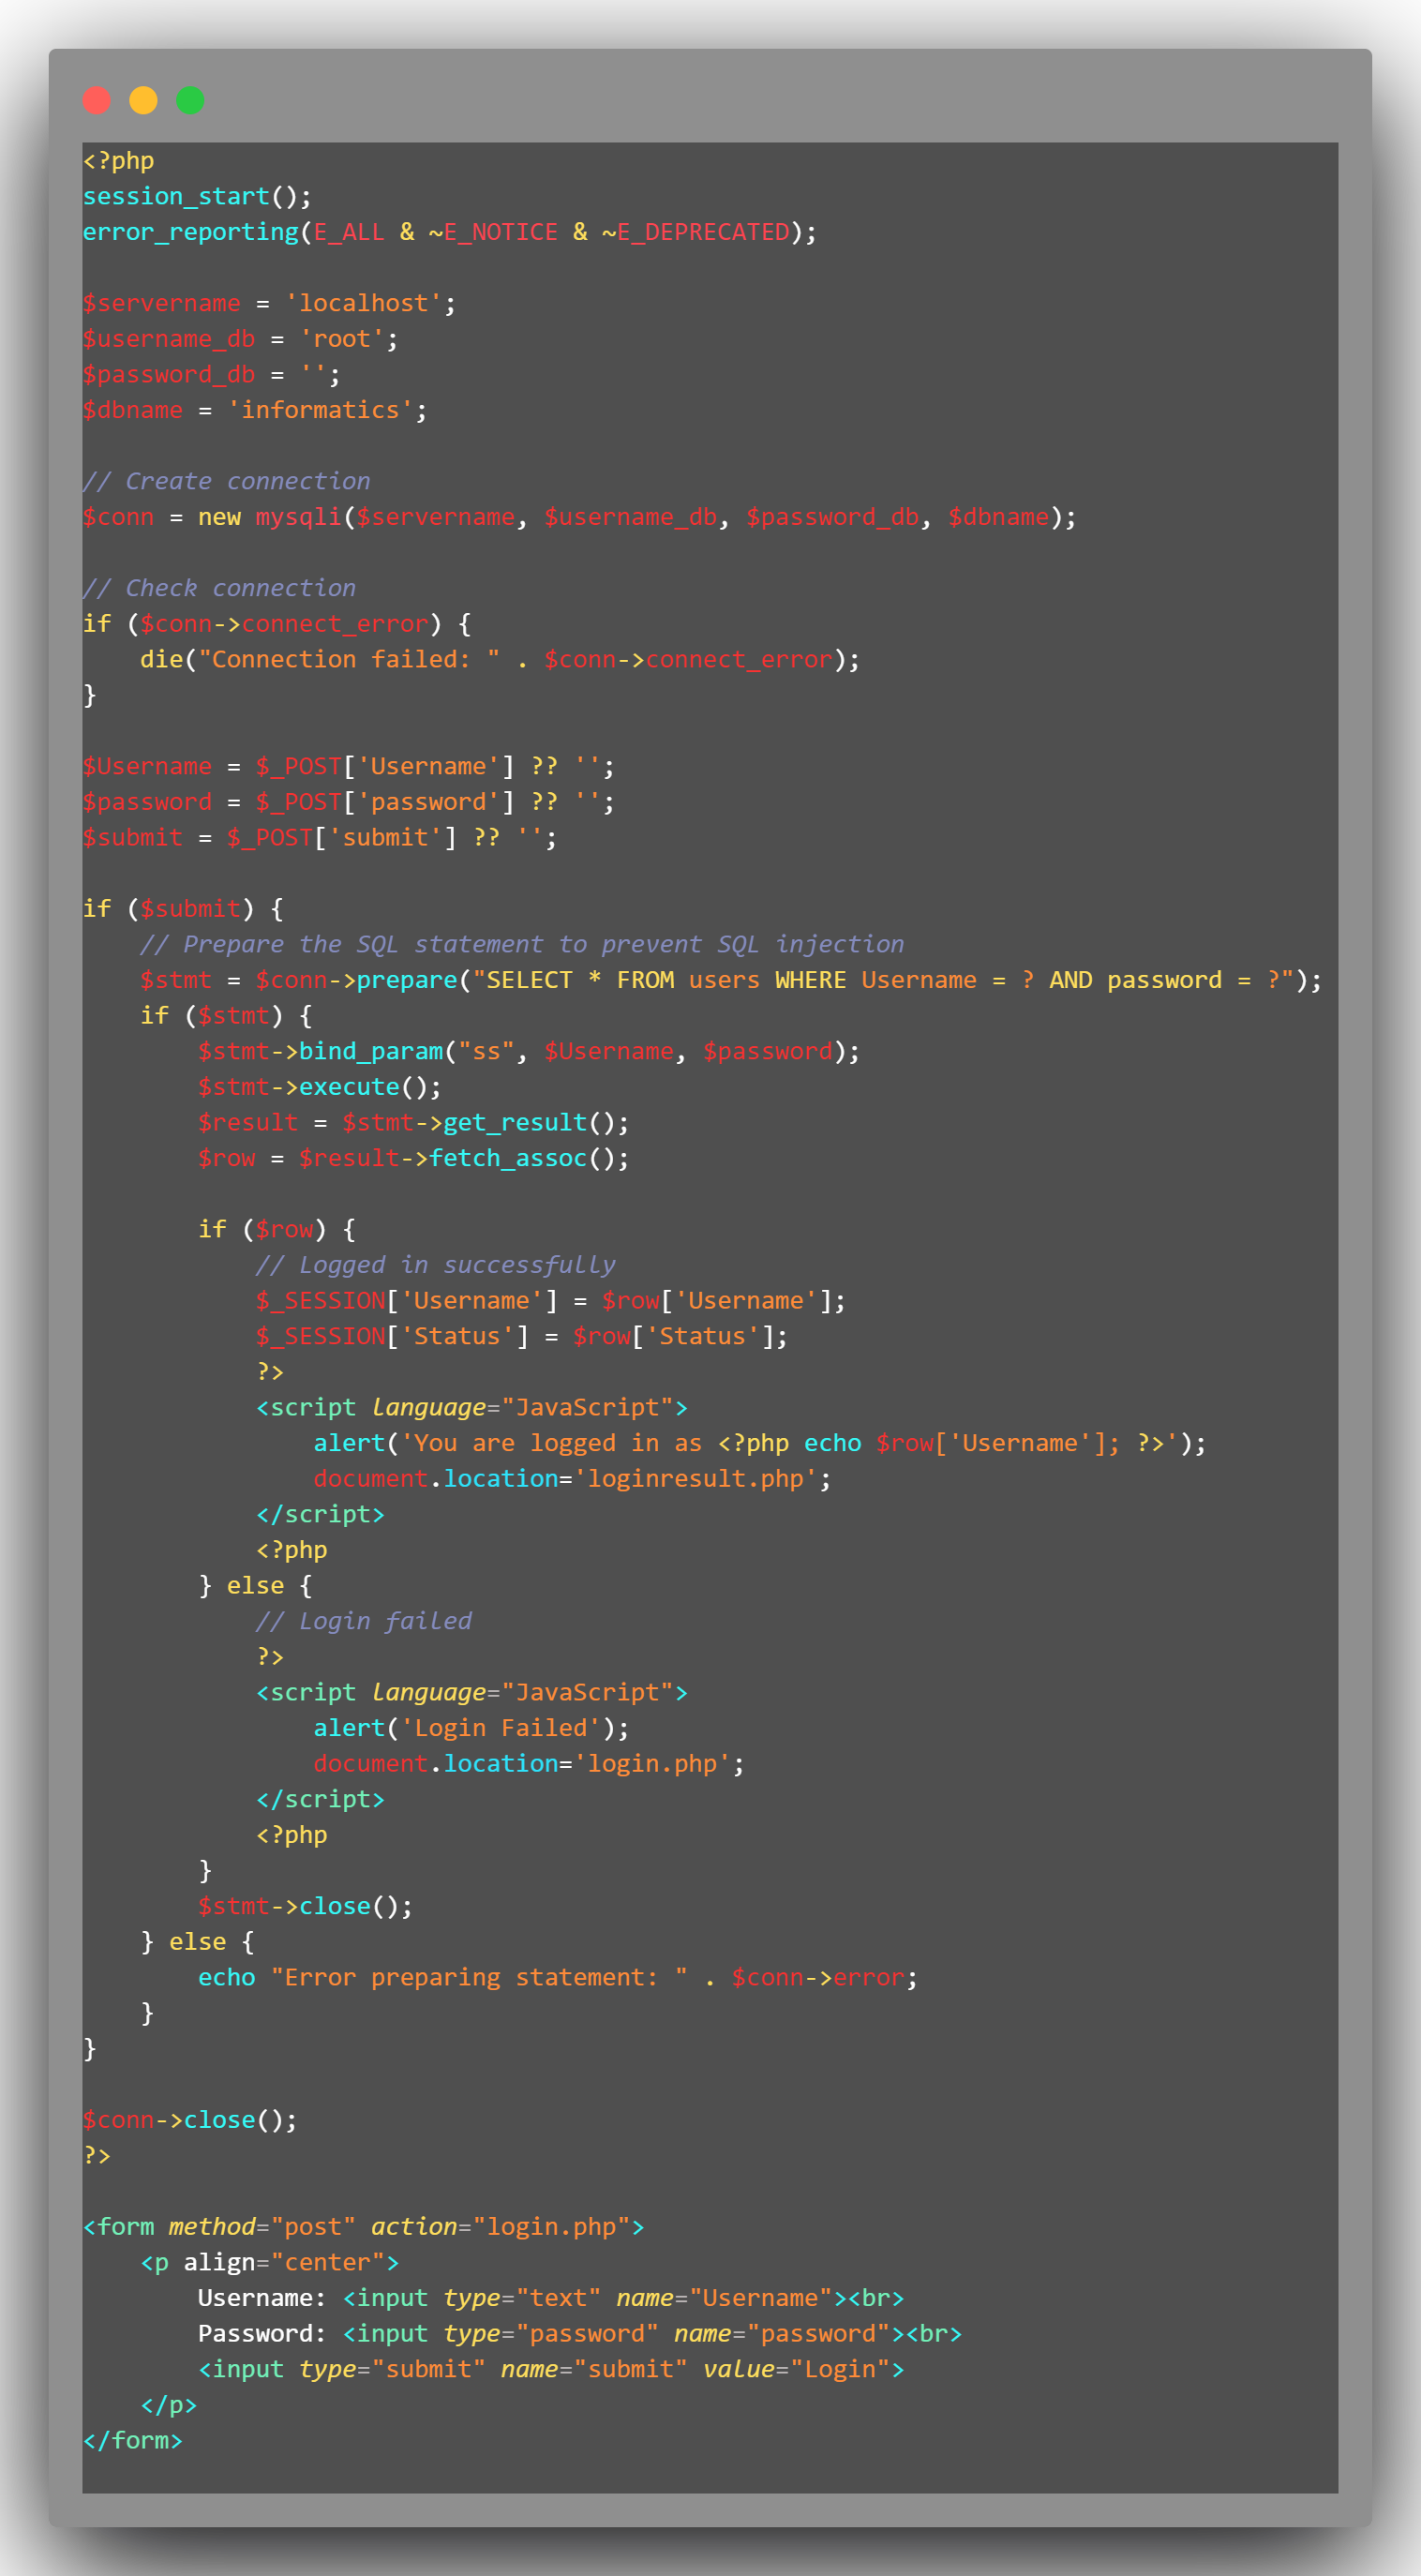 <?php
session_start();
error_reporting(E_ALL & ~E_NOTICE & ~E_DEPRECATED);

$servername = 'localhost';
$username_db = 'root';
$password_db = '';
$dbname = 'informatics';

// Create connection
$conn = new mysqli($servername, $username_db, $password_db, $dbname);

// Check connection
if ($conn->connect_error) {
    die("Connection failed: " . $conn->connect_error);
}

$Username = $_POST['Username'] ?? '';
$password = $_POST['password'] ?? '';
$submit = $_POST['submit'] ?? '';

if ($submit) {
    // Prepare the SQL statement to prevent SQL injection
    $stmt = $conn->prepare("SELECT * FROM users WHERE Username = ? AND password = ?");
    if ($stmt) {
        $stmt->bind_param("ss", $Username, $password);
        $stmt->execute();
        $result = $stmt->get_result();
        $row = $result->fetch_assoc();

        if ($row) {
            // Logged in successfully
            $_SESSION['Username'] = $row['Username'];
            $_SESSION['Status'] = $row['Status'];
            ?>
            <script language="JavaScript">
                alert('You are logged in as <?php echo $row['Username']; ?>');
                document.location='loginresult.php';
            </script>
            <?php
        } else {
            // Login failed
            ?>
            <script language="JavaScript">
                alert('Login Failed');
                document.location='login.php';
            </script>
            <?php
        }
        $stmt->close();
    } else {
        echo "Error preparing statement: " . $conn->error;
    }
}

$conn->close();
?>

<form method="post" action="login.php">
    <p align="center">
        Username: <input type="text" name="Username"><br>
        Password: <input type="password" name="password"><br>
        <input type="submit" name="submit" value="Login">
    </p>
</form>